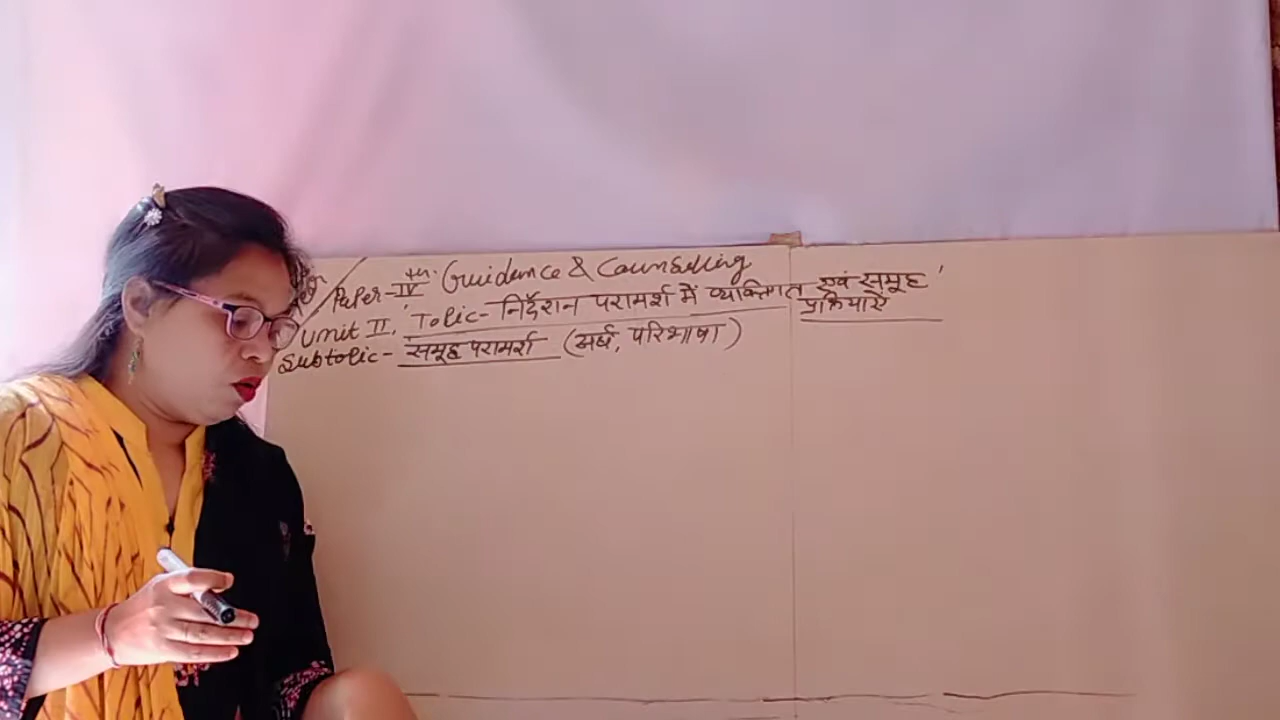 Paper-IVth. Guidance & Counselling
Unit II, Topic- निर्देशन परामर्श में व्यक्तिगत एवं समूह'
प्रक्रियाएं
Subtopic- समूह परामर्श (अर्थ, परिभाषा)